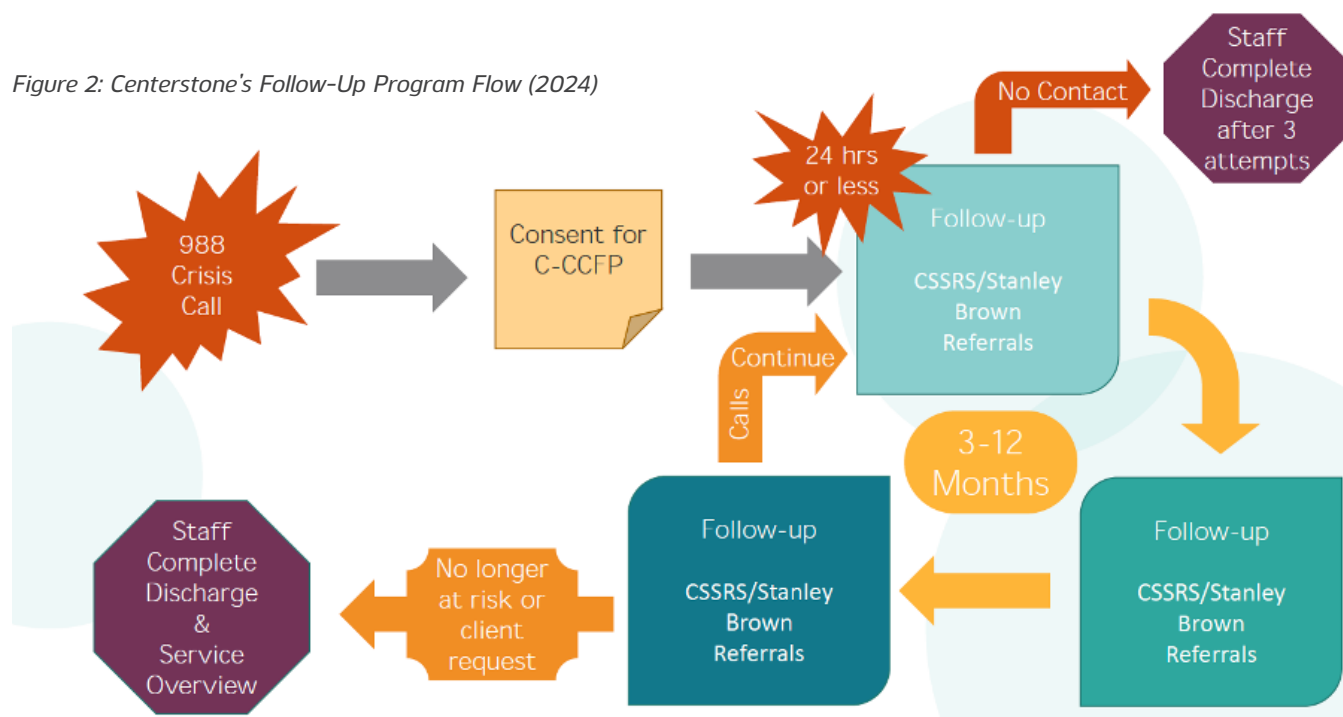 Figure 2: Centerstone's Follow-Up Program Flow (2024)
988
Crisis
Call
Consent for
C-CCFP
24 hrs
or less
No Contact
Staff
Complete
Discharge
after 3
attempts
Follow-up
CSSRS/Stanley
Brown
Referrals
Continue
Calls
3-12
Months
Follow-up
CSSRS/Stanley
Brown
Referrals
Follow-up
CSSRS/Stanley
Brown
Referrals
No longer
at risk or
client
request
Staff
Complete
Discharge
&
Service
Overview